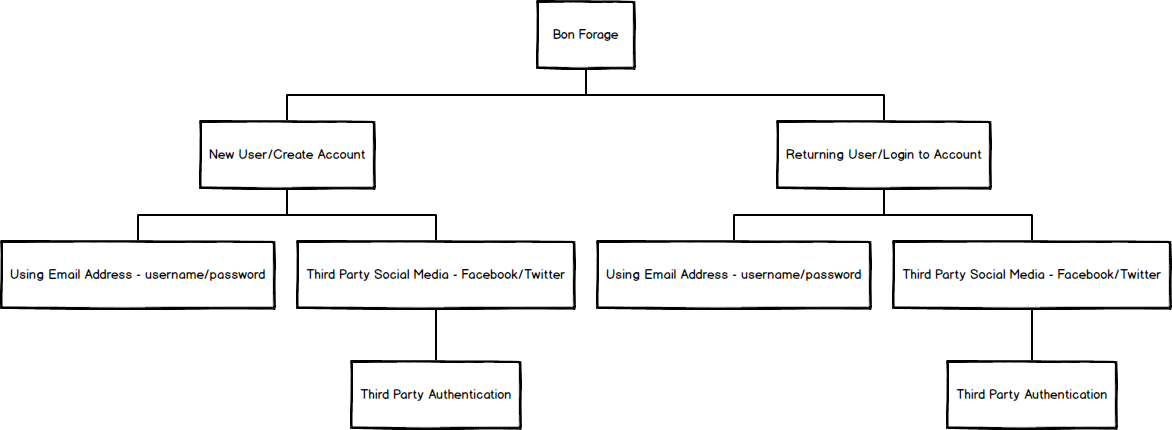 Bon Forage
New User/Create Account
Returning User/Login to Account
Using Email Address - username/password
Third Party Social Media - Facebook/Twitter
Using Email Address - username/password
Third Party Social Media - Facebook/Twitter
Third Party Authentication
Third Party Authentication